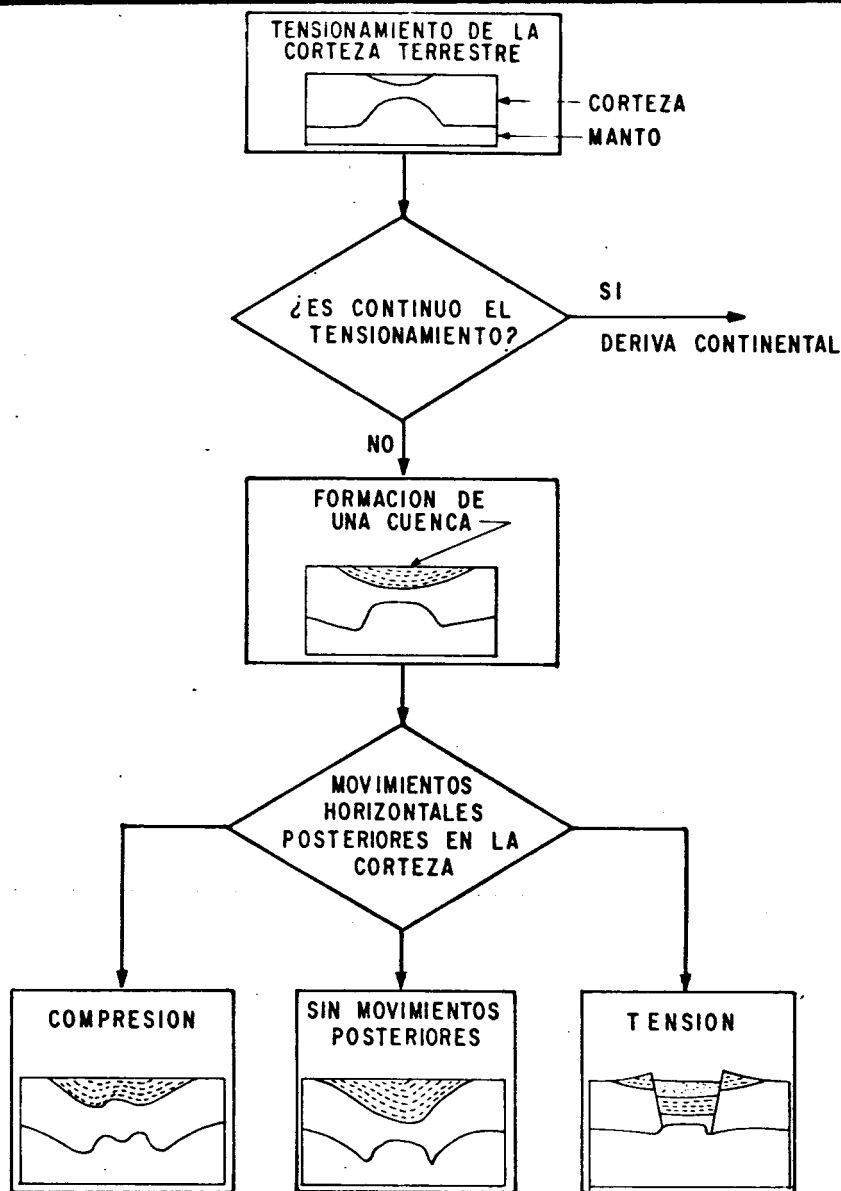 TENSIONAMIENTO DE LA
CORTEZA TERRESTRE
CORTEZA
MANTO
¿ES CONTINUO EL
TENSIONAMIENTO?
SI
DERIVA CONTINENTAL
NO
FORMACION DE
UNA CUENCA
MOVIMIENTOS
HORIZONTALES
POSTERIORES EN LA
CORTEZA
COMPRESION
SIN MOVIMIENTOS
POSTERIORES
TENSION